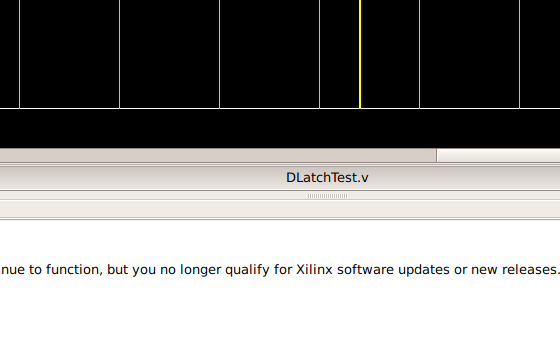 DLatchTest.v
nue to function, but you no longer qualify for Xilinx software updates or new releases.